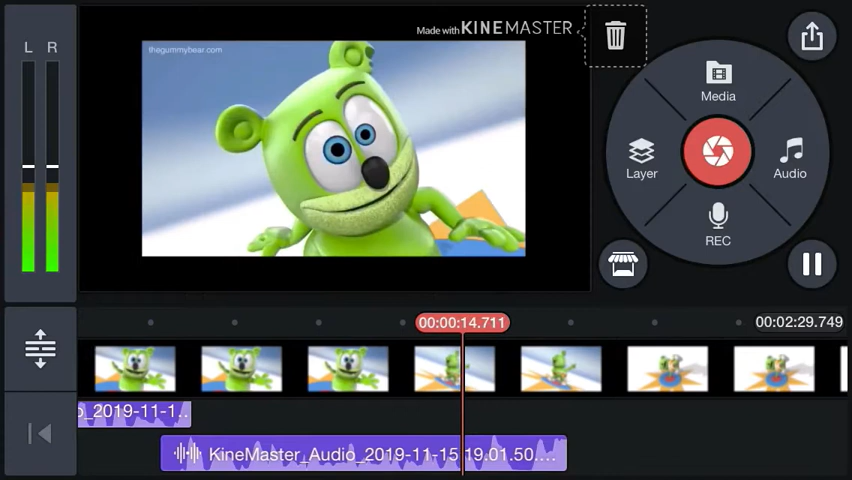 L R
Made with KINEMASTER
thegummybear.com
Media
Layer
Audio
REC
00:00:14.711
00:02:29.749
o_2019-11-1..
KineMaster_Audio_2019-11-15 19.01.50....